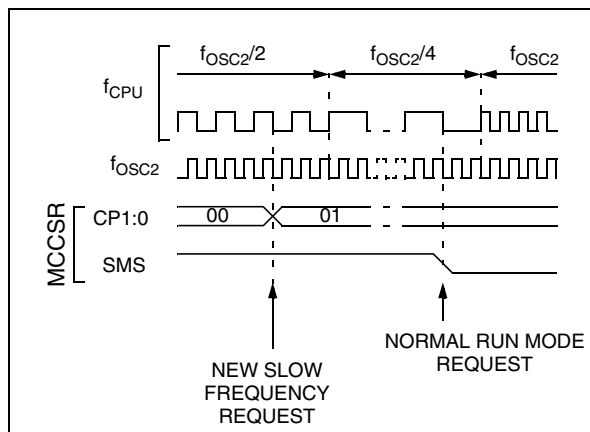 fOSC2/2
fOSC2/4
fOSC2
fCPU
fOSC2
MCCSR
CP1:0
00
01
SMS
NEW SLOW
FREQUENCY
REQUEST
NORMAL RUN MODE
REQUEST